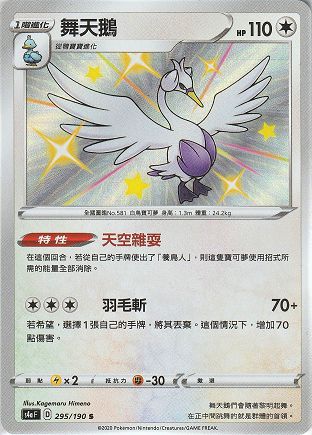 1階進化
舞天鵝
HP 110
從鴨寶寶進化
全國圖鑑No.581 白鳥寶可夢 身高：1.3m 體重：24.2kg
特性 天空雜耍
在這個回合，若從自己的手牌使出了「養鳥人」，則這隻寶可夢使用招式所
需的能量全部消除。
羽毛斬 70+
若希望，選擇1張自己的手牌，將其丟棄。這個情況下，增加70
點傷害。
弱點 ×2 抵抗力 -30 撤退
Illus.Kagemaru Himeno
s4a F D 295/190 S
舞天鵝們會隨著黎明起舞。
在正中間跳舞的就是群體的首領。
©2020 Pokémon/Nintendo/Creatures/GAME FREAK.